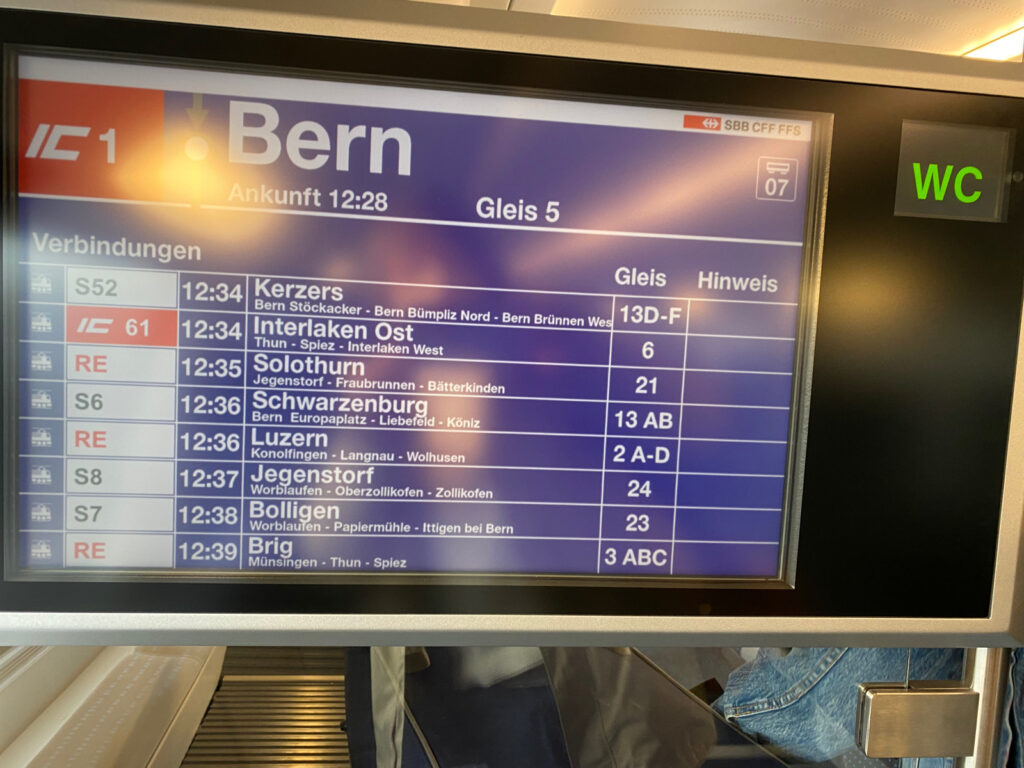 IC 1 Bern SBB CFF FFS
Ankunft 12:28 Gleis 5 07
WC
Verbindungen Gleis Hinweis
S52 12:34 Kerzers 13D-F
Bern Stöckacker - Bern Bümpliz Nord - Bern Brünnen Wes
IC 61 12:34 Interlaken Ost 6
Thun - Spiez - Interlaken West
RE 12:35 Solothurn 21
Jegenstorf - Fraubrunnen - Bätterkinden
S6 12:36 Schwarzenburg 13 AB
Bern Europaplatz - Liebefeld - Köniz
RE 12:36 Luzern 2 A-D
Konolfingen - Langnau - Wolhusen
S8 12:37 Jegenstorf 24
Worblaufen - Oberzollikofen - Zollikofen
S7 12:38 Bolligen 23
Worblaufen - Papiermühle - Ittigen bei Bern
RE 12:39 Brig 3 ABC
Münsingen - Thun - Spiez